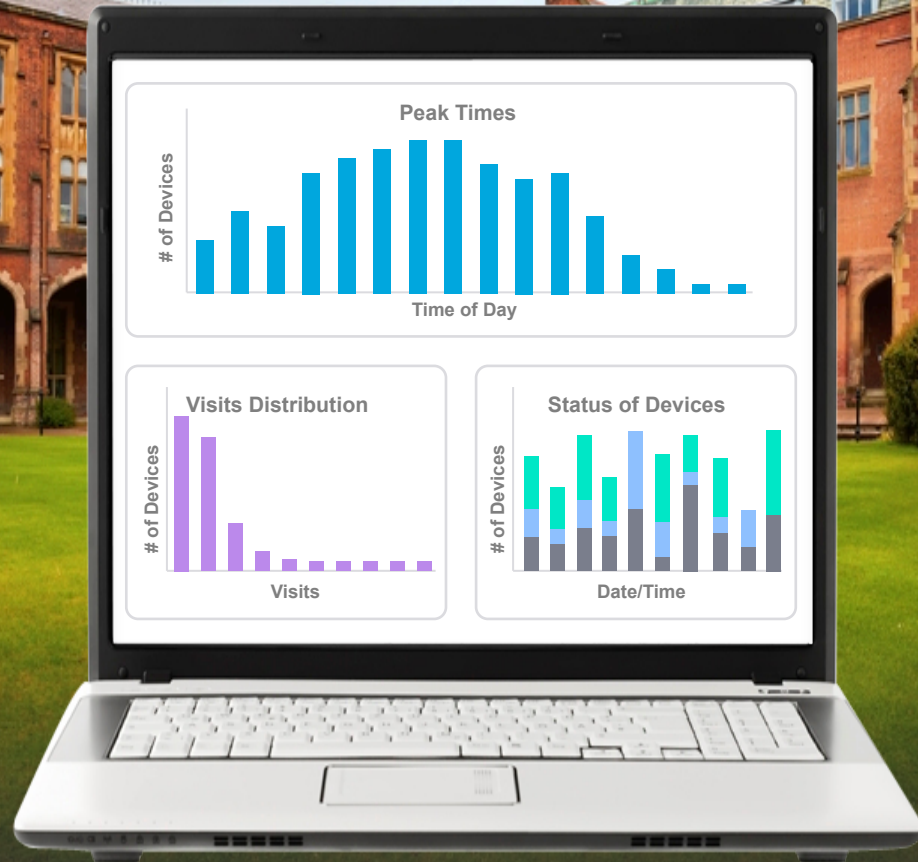 Peak Times
# of Devices
Time of Day
Visits Distribution
# of Devices
Visits
Status of Devices
# of Devices
Date/Time